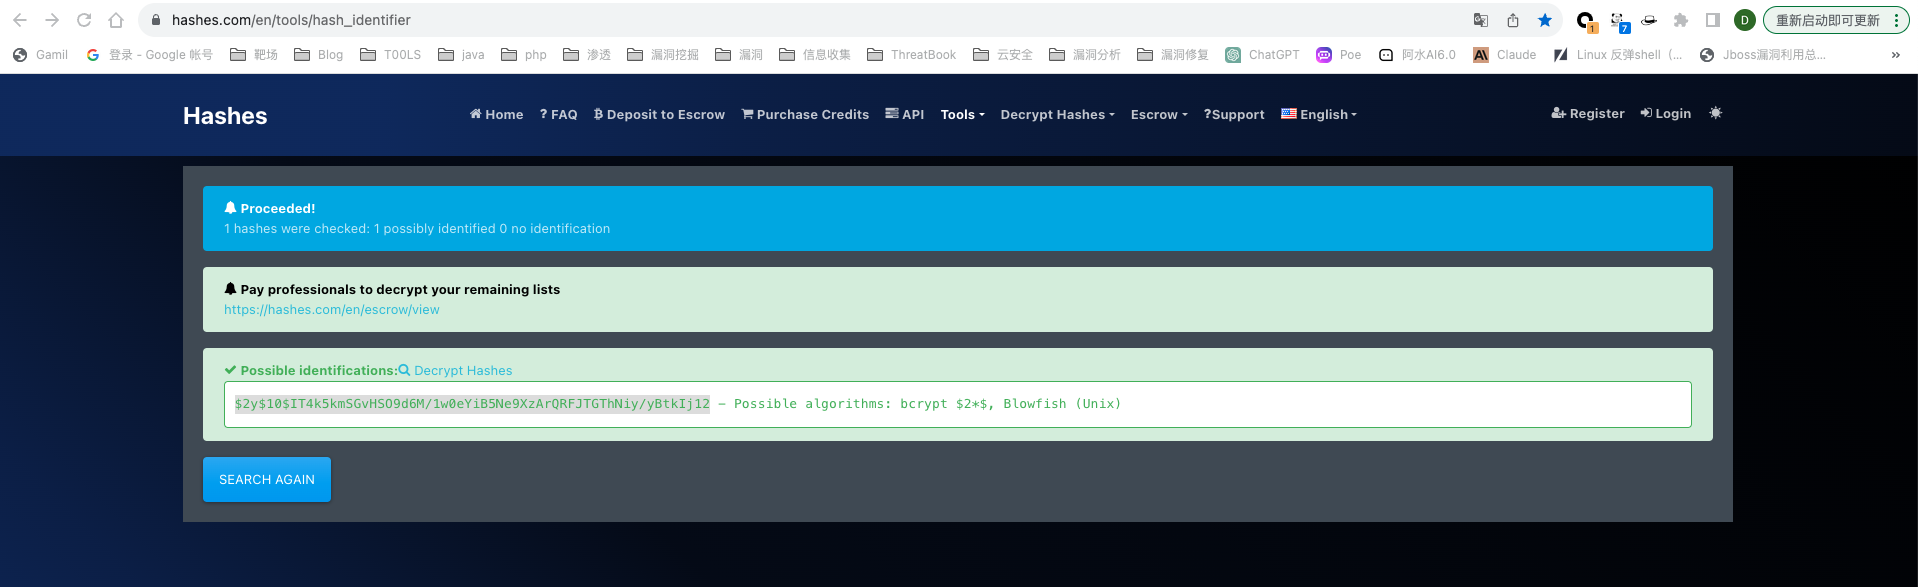 hashes.com/en/tools/hash_identifier
1
7
D
重新启动即可更新
Gamil
登录 - Google 帐号
靶场
Blog
T00LS
java
php
渗透
漏洞挖掘
漏洞
信息收集
ThreatBook
云安全
漏洞分析
漏洞修复
ChatGPT
Poe
阿水AI6.0
Claude
Linux 反弹shell（...
Jboss漏洞利用总...
»
Hashes
Home
? FAQ
Deposit to Escrow
Purchase Credits
API
Tools
Decrypt Hashes
Escrow
?Support
English
Register
Login
Proceeded!
1 hashes were checked: 1 possibly identified 0 no identification
Pay professionals to decrypt your remaining lists
https://hashes.com/en/escrow/view
Possible identifications: Decrypt Hashes
$2y$10$IT4k5kmSGvHSO9d6M/1w0eYiB5Ne9XzArQRFJTGThNiy/yBtkIj12 – Possible algorithms: bcrypt $2*$, Blowfish (Unix)
SEARCH AGAIN